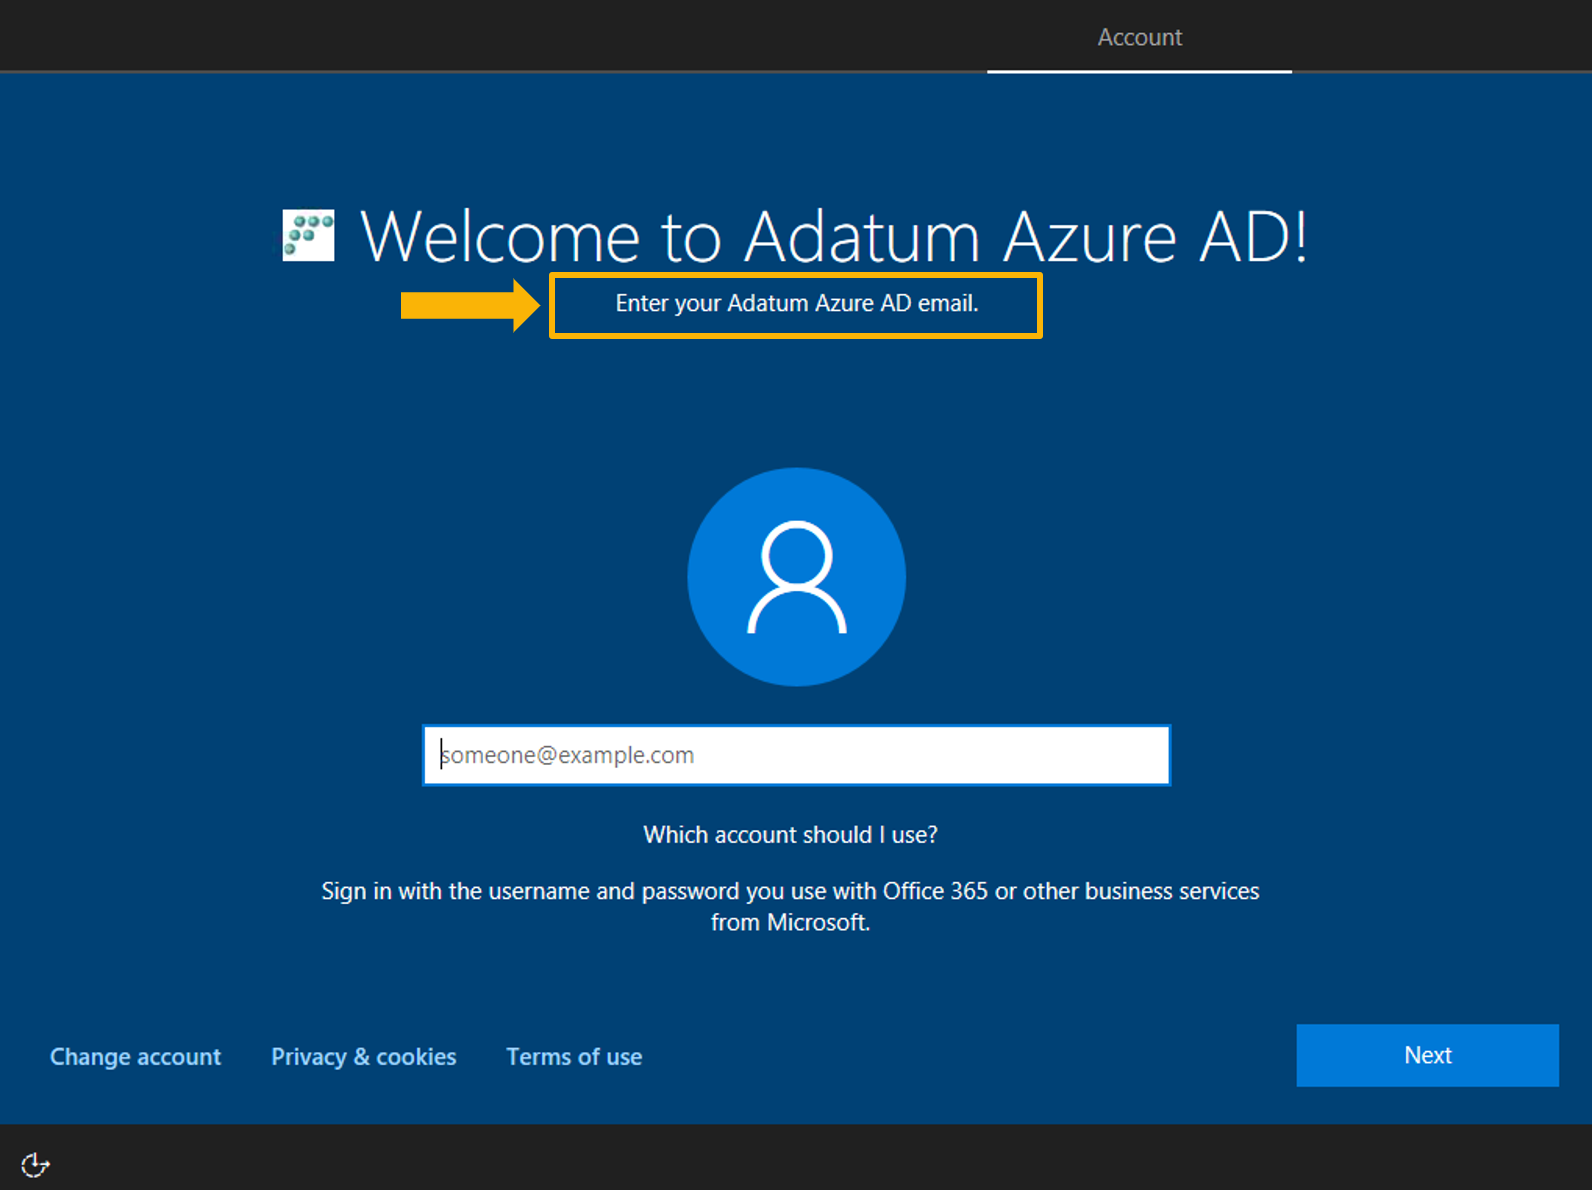 Account
Welcome to Adatum Azure AD!
Enter your Adatum Azure AD email.
someone@example.com
Which account should I use?
Sign in with the username and password you use with Office 365 or other business services
from Microsoft.
Change account Privacy & cookies Terms of use Next